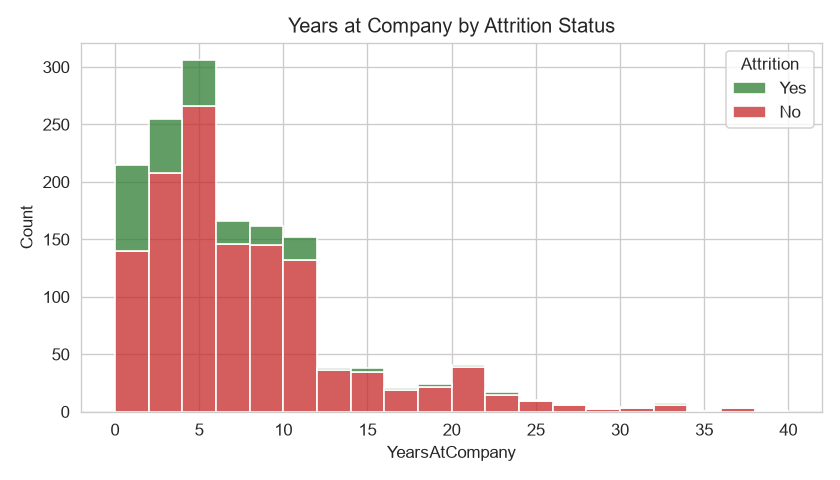 Years at Company by Attrition Status
Attrition
Yes
No
300
250
200
150
100
50
0
Count
0 5 10 15 20 25 30 35 40
YearsAtCompany